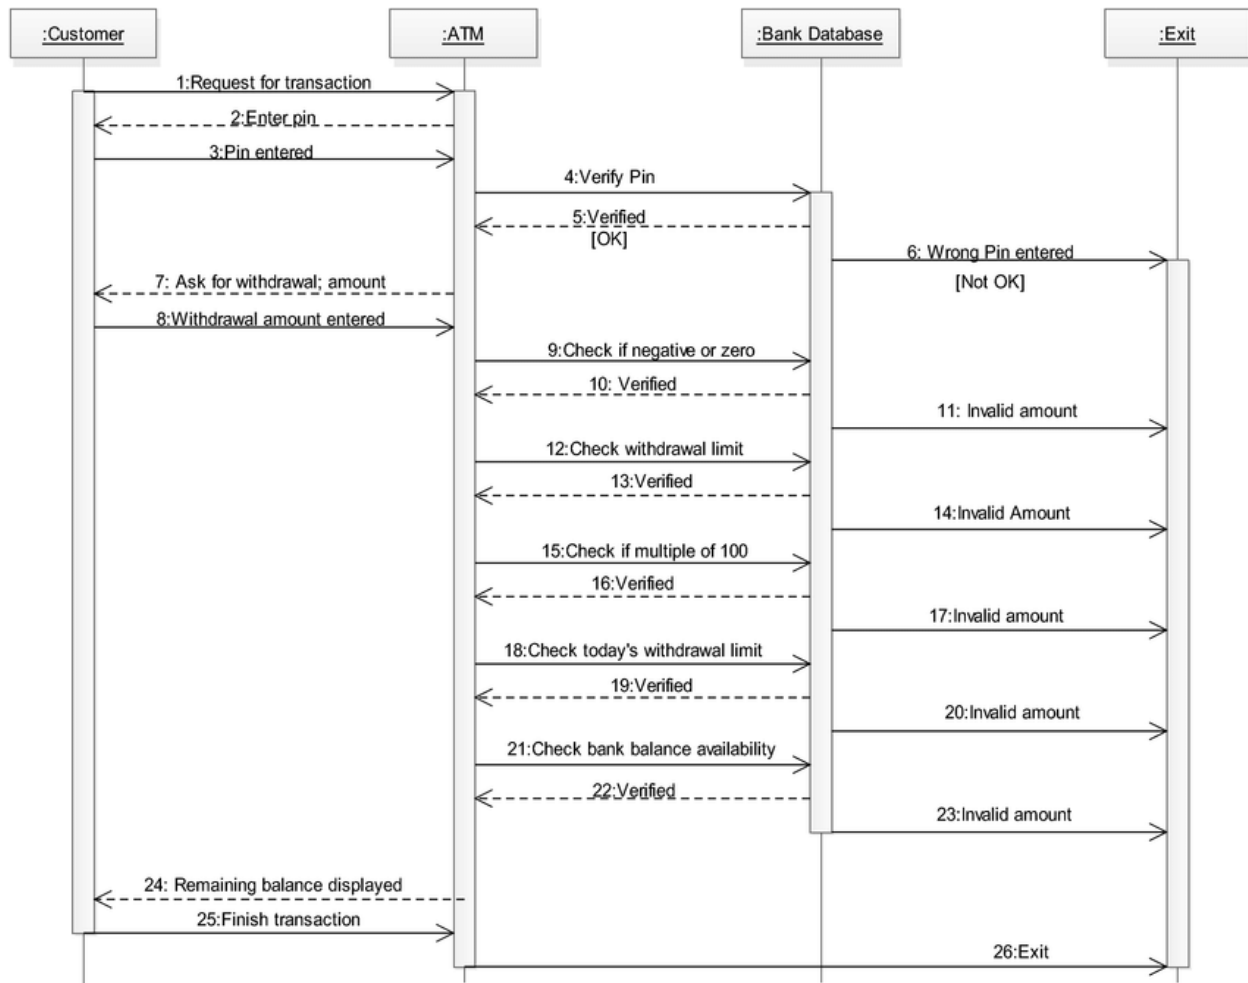 :Customer
:ATM
:Bank Database
:Exit
1:Request for transaction
2:Enter pin
3:Pin entered
4:Verify Pin
5:Verified
[OK]
6: Wrong Pin entered
[Not OK]
7: Ask for withdrawal; amount
8:Withdrawal amount entered
9:Check if negative or zero
10: Verified
11: Invalid amount
12:Check withdrawal limit
13:Verified
14:Invalid Amount
15:Check if multiple of 100
16:Verified
17:Invalid amount
18:Check today's withdrawal limit
19:Verified
20:Invalid amount
21:Check bank balance availability
22:Verified
23:Invalid amount
24: Remaining balance displayed
25:Finish transaction
26:Exit